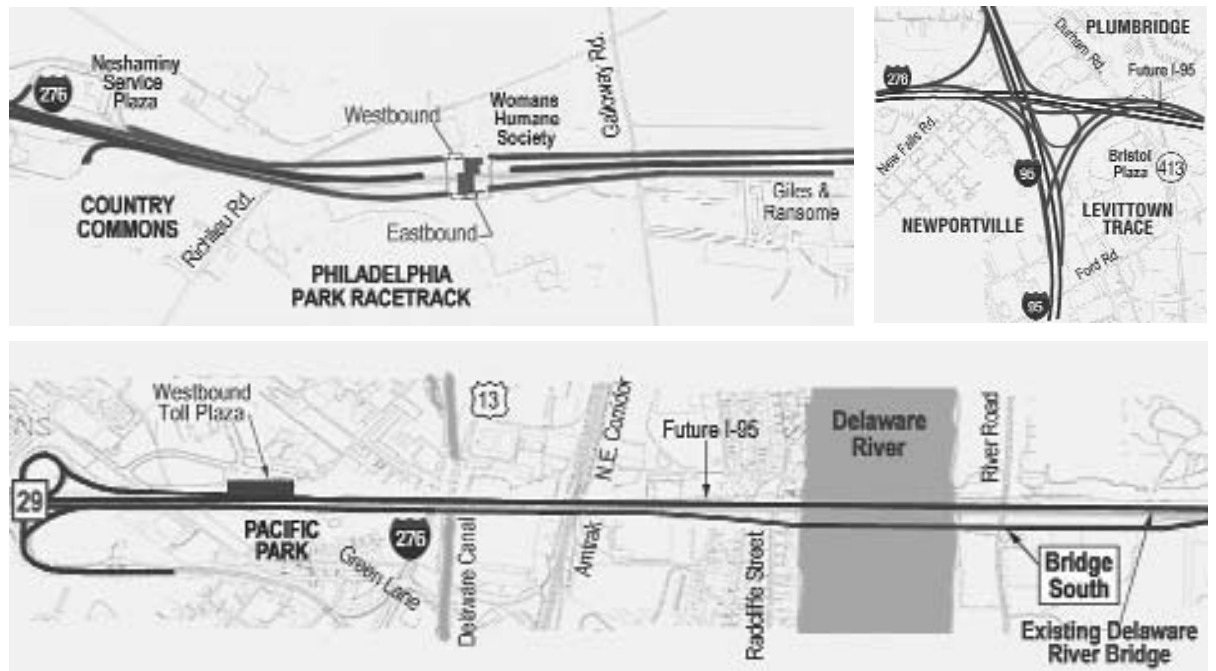 Neshaminy
Service
Plaza
276
Westbound
Womans
Humane
Society
Galloway Rd.
COUNTRY
COMMONS
Richlieu Rd.
Eastbound
Giles &
Ransome
PHILADELPHIA
PARK RACETRACK
PLUMBRIDGE
Durham Rd.
Future I-95
276
New Falls Rd.
Bristol
Plaza
413
95
NEWPORTVILLE
LEVITTOWN
TRACE
Ford Rd.
95
Westbound
Toll Plaza
NS
13
N.E. Corridor
Future I-95
Delaware
River
River Road
29
PACIFIC
PARK
276
Green Lane
Delaware Canal
Amtrak
Radcliffe Street
Bridge
South
Existing Delaware
River Bridge